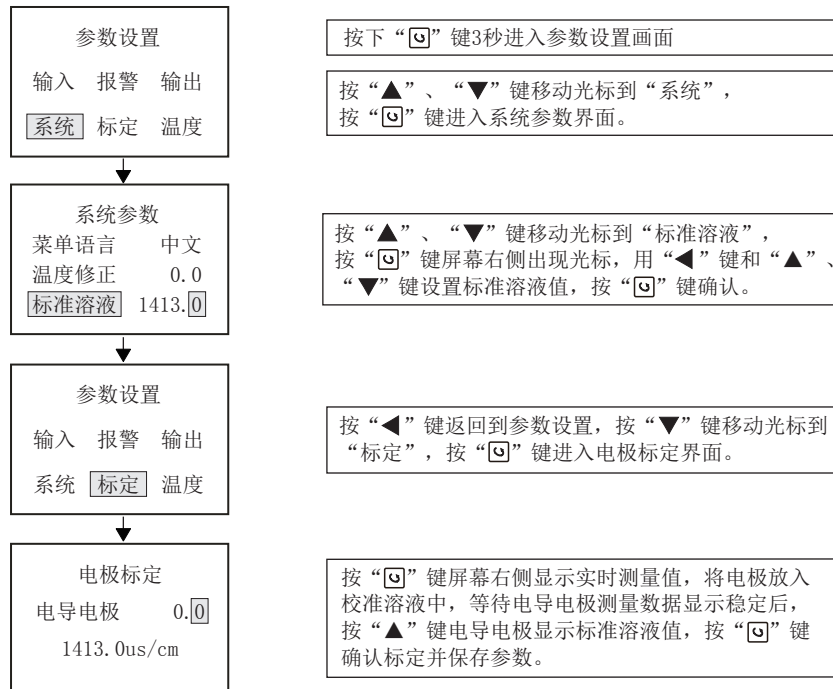 参数设置
输入 报警 输出
系统 标定 温度
按下“↻”键3秒进入参数设置画面
按“▲”、“▼”键移动光标到“系统”，
按“↻”键进入系统参数界面。
系统参数
菜单语言 中文
温度修正 0.0
标准溶液 1413.0
按“▲”、“▼”键移动光标到“标准溶液”，
按“↻”键屏幕右侧出现光标，用“◀”键和“▲”、
“▼”键设置标准溶液值，按“↻”键确认。
参数设置
输入 报警 输出
系统 标定 温度
按“◀”键返回到参数设置，按“▼”键移动光标到
“标定”，按“↻”键进入电极标定界面。
电极标定
电导电极 0.0
1413.0us/cm
按“↻”键屏幕右侧显示实时测量值，将电极放入
校准溶液中，等待电导电极测量数据显示稳定后，
按“▲”键电导电极显示标准溶液值，按“↻”键
确认标定并保存参数。